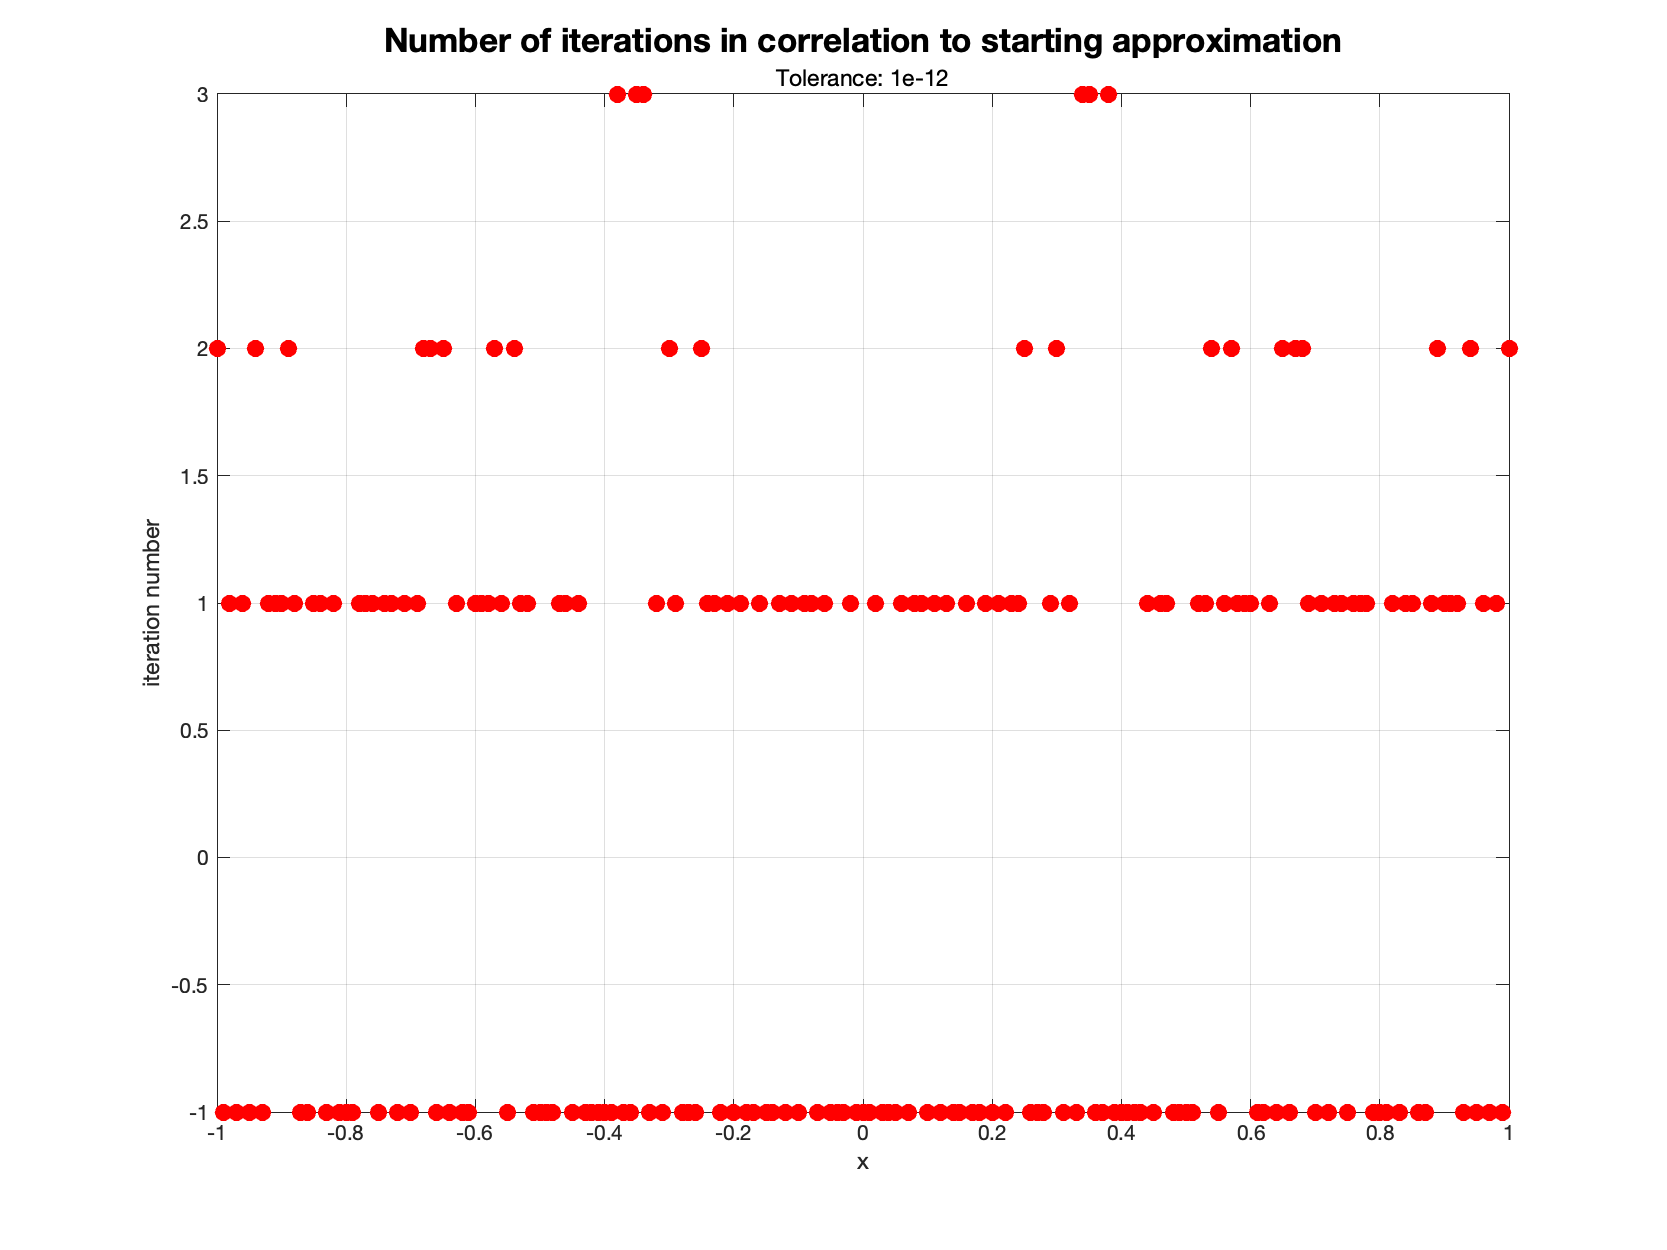 Number of iterations in correlation to starting approximation
Tolerance: 1e-12
3
2.5
2
1.5
1
0.5
0
-0.5
-1
iteration number
-1 -0.8 -0.6 -0.4 -0.2 0 0.2 0.4 0.6 0.8 1
x